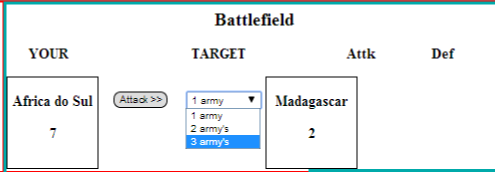 Battlefield
YOUR TARGET Attk Def
Africa do Sul Attack >> 1 army Madagascar
1 army
7 2 army's 2
3 army's